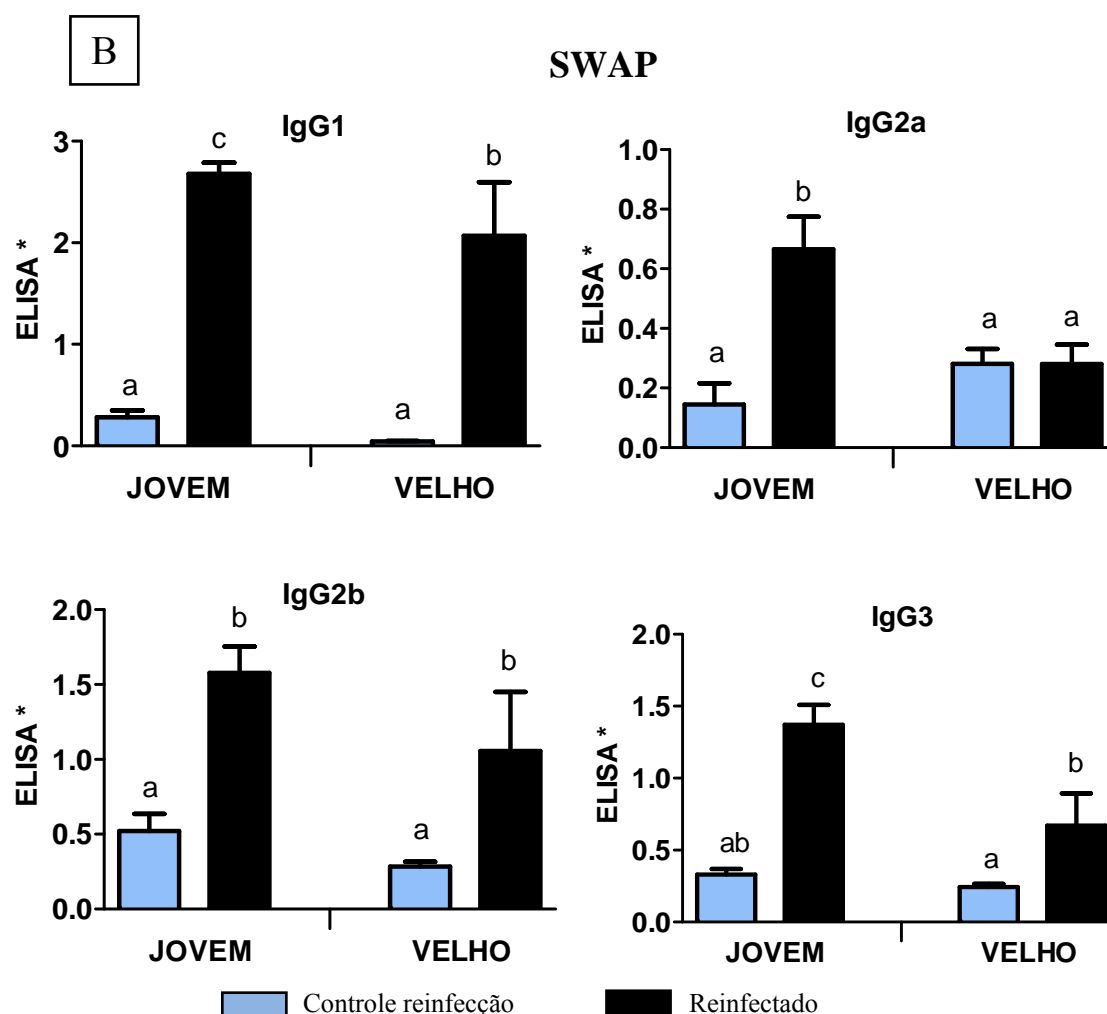 B
SWAP
IgG1
ELISA *
3
2
1
0
a
c
a
b
JOVEM
VELHO
IgG2a
ELISA *
1.0
0.8
0.6
0.4
0.2
0.0
a
b
a
a
JOVEM
VELHO
IgG2b
ELISA *
2.0
1.5
1.0
0.5
0.0
a
b
a
b
JOVEM
VELHO
IgG3
ELISA *
2.0
1.5
1.0
0.5
0.0
ab
c
a
b
JOVEM
VELHO
Controle reinfecção
Reinfectado